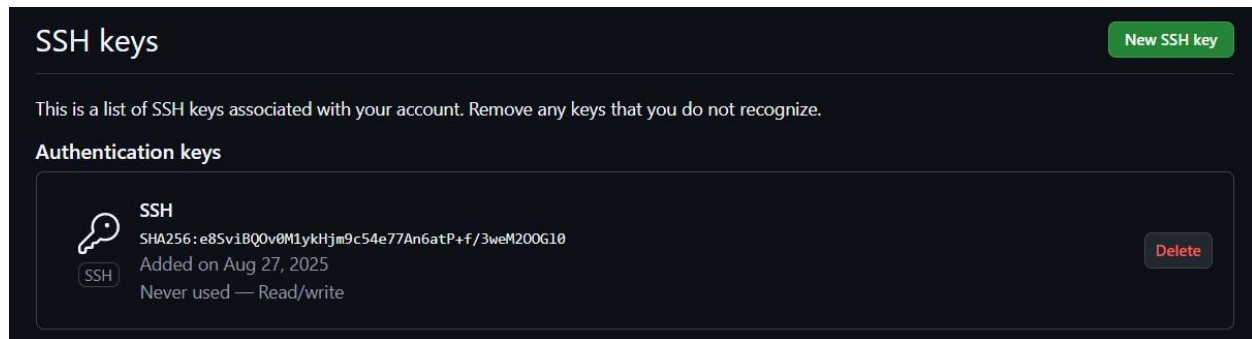 SSH keys
New SSH key
This is a list of SSH keys associated with your account. Remove any keys that you do not recognize.
Authentication keys
SSH
SHA256:e8SviBQOv0M1ykHjm9c54e77An6atP+f/3weM2OOGl0
Added on Aug 27, 2025
SSH
Never used — Read/write
Delete